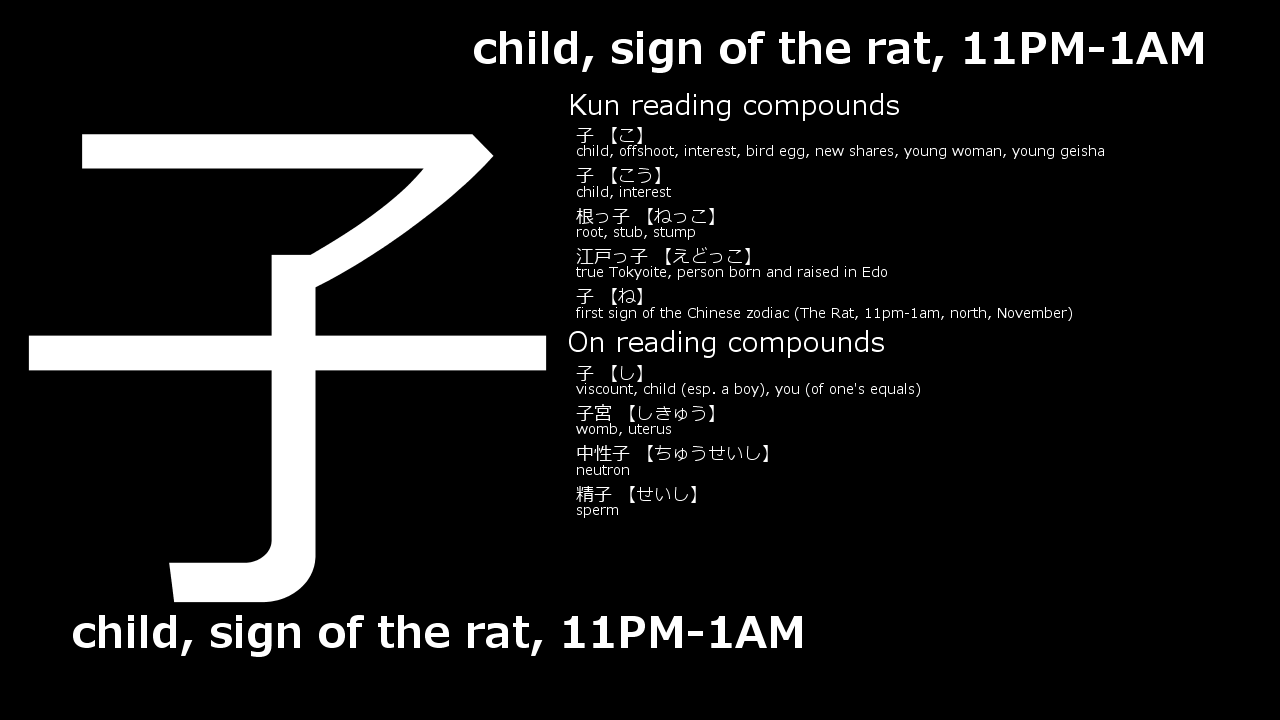 child, sign of the rat, 11PM-1AM
子
Kun reading compounds
子 【こ】
child, offshoot, interest, bird egg, new shares, young woman, young geisha
子 【こう】
child, interest
根っ子 【ねっこ】
root, stub, stump
江戸っ子 【えどっこ】
true Tokyoite, person born and raised in Edo
子 【ね】
first sign of the Chinese zodiac (The Rat, 11pm-1am, north, November)
On reading compounds
子 【し】
viscount, child (esp. a boy), you (of one's equals)
子宮 【しきゅう】
womb, uterus
中性子 【ちゅうせいし】
neutron
精子 【せいし】
sperm
child, sign of the rat, 11PM-1AM